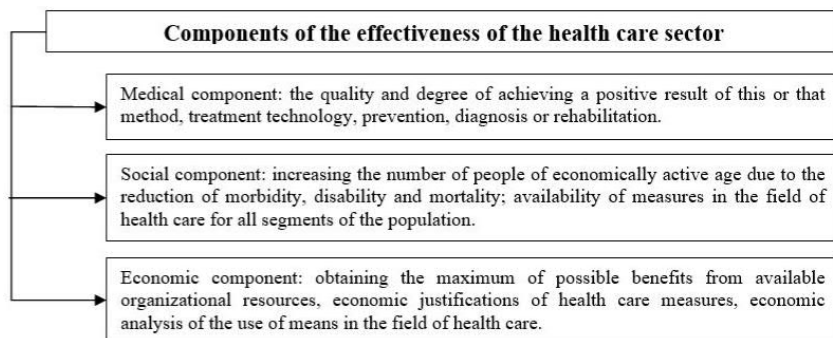 Components of the effectiveness of the health care sector
Medical component: the quality and degree of achieving a positive result of this or that
method, treatment technology, prevention, diagnosis or rehabilitation.
Social component: increasing the number of people of economically active age due to the
reduction of morbidity, disability and mortality; availability of measures in the field of
health care for all segments of the population.
Economic component: obtaining the maximum of possible benefits from available
organizational resources, economic justifications of health care measures, economic
analysis of the use of means in the field of health care.